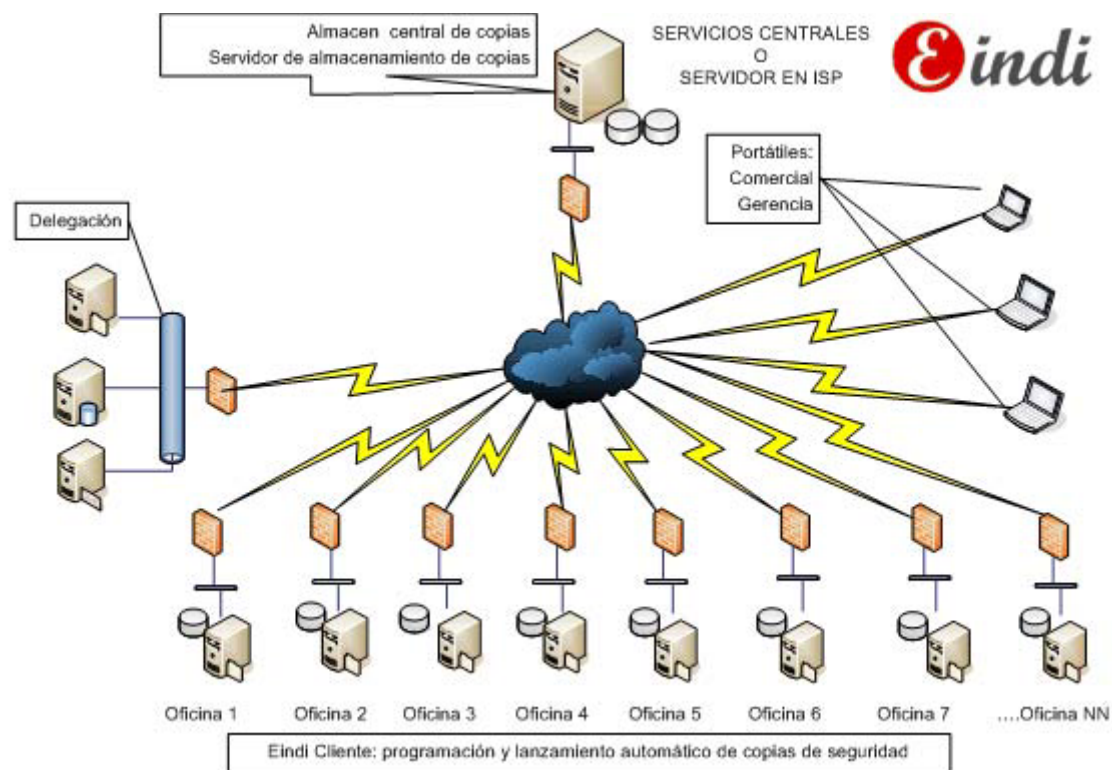 Almacen central de copias
Servidor de almacenamiento de copias
SERVICIOS CENTRALES
O
SERVIDOR EN ISP
Eindi
Portátiles:
Comercial
Gerencia
Delegación
Oficina 1
Oficina 2
Oficina 3
Oficina 4
Oficina 5
Oficina 6
Oficina 7
....Oficina NN
Eindi Cliente: programación y lanzamiento automático de copias de seguridad